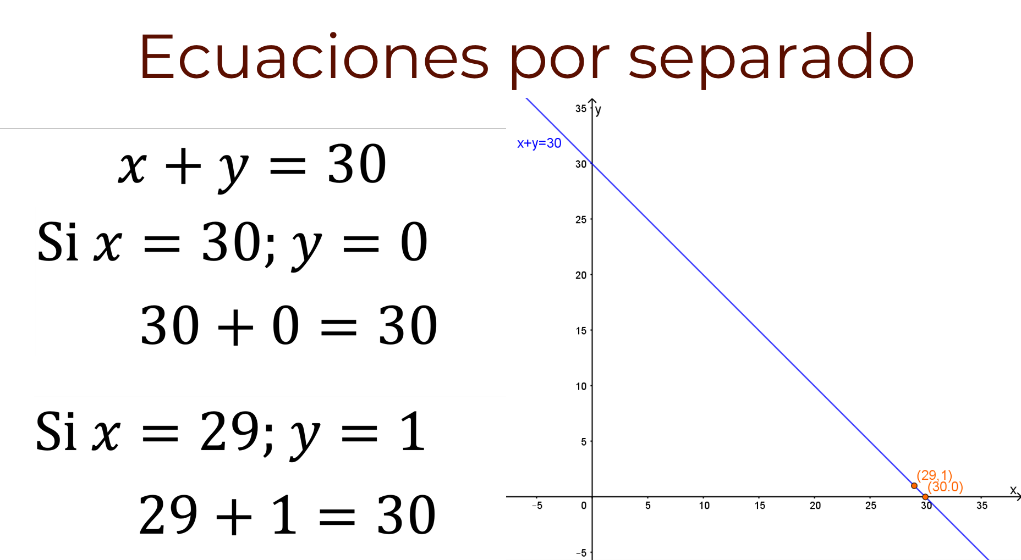 Ecuaciones por separado
x + y = 30
Si x = 30; y = 0
30 + 0 = 30
Si x = 29; y = 1
29 + 1 = 30
y
35
x+y=30
30
25
20
15
10
5
(29,1)
(30,0)
x
-5 0 5 10 15 20 25 30 35
-5